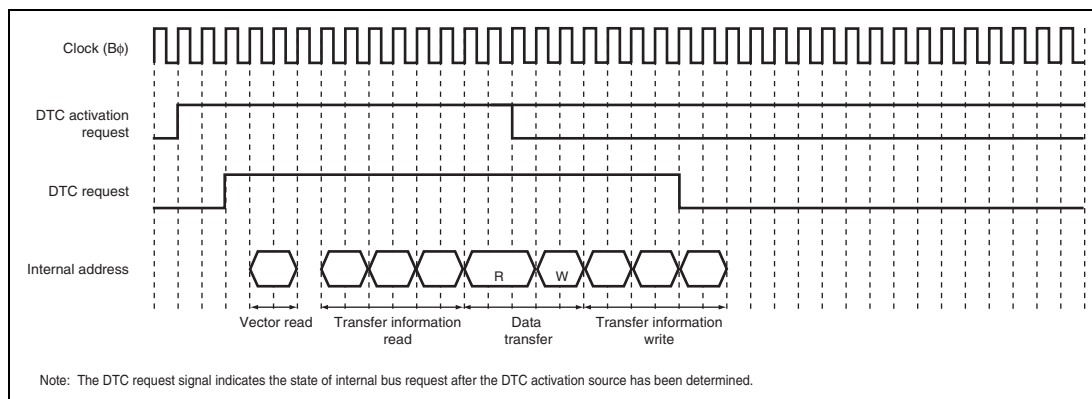 Clock (Bϕ)
DTC activation
request
DTC request
Internal address
R
W
Vector read
Transfer information
read
Data
transfer
Transfer information
write
Note: The DTC request signal indicates the state of internal bus request after the DTC activation source has been determined.